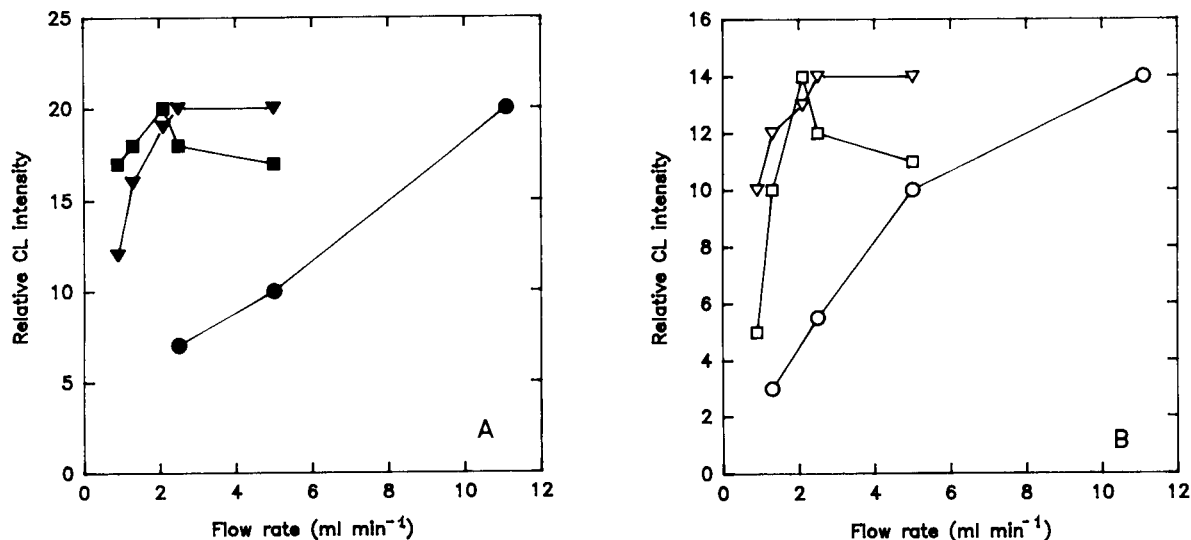 25
20
15
10
5
0
Relative CL intensity
0 2 4 6 8 10 12
Flow rate (ml min⁻¹)
A
16
14
12
10
8
6
4
2
0
Relative CL intensity
0 2 4 6 8 10 12
Flow rate (ml min⁻¹)
B